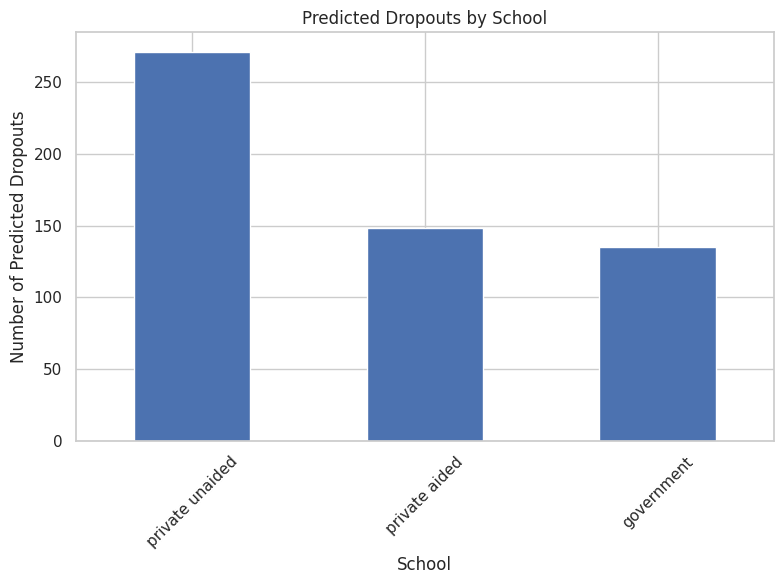 Predicted Dropouts by School
Number of Predicted Dropouts
250
200
150
100
50
0
private unaided
private aided
government
School